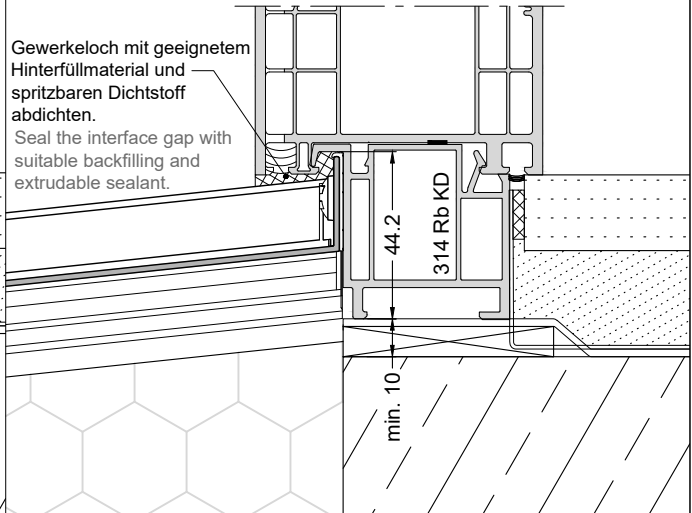 Gewerkeloch mit geeignetem
Hinterfüllmaterial und
spritzbaren Dichtstoff
abdichten.
Seal the interface gap with
suitable backfilling and
extrudable sealant.
44.2
314 Rb KD
min. 10